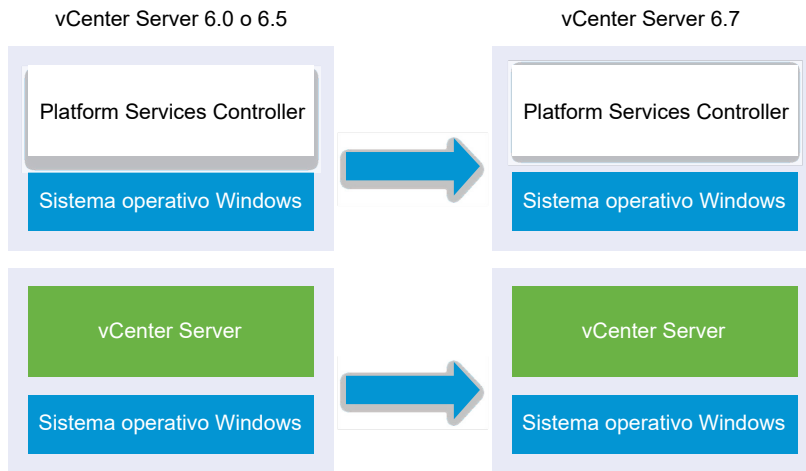 vCenter Server 6.0 o 6.5
vCenter Server 6.7
Platform Services Controller
Platform Services Controller
Sistema operativo Windows
Sistema operativo Windows
vCenter Server
vCenter Server
Sistema operativo Windows
Sistema operativo Windows